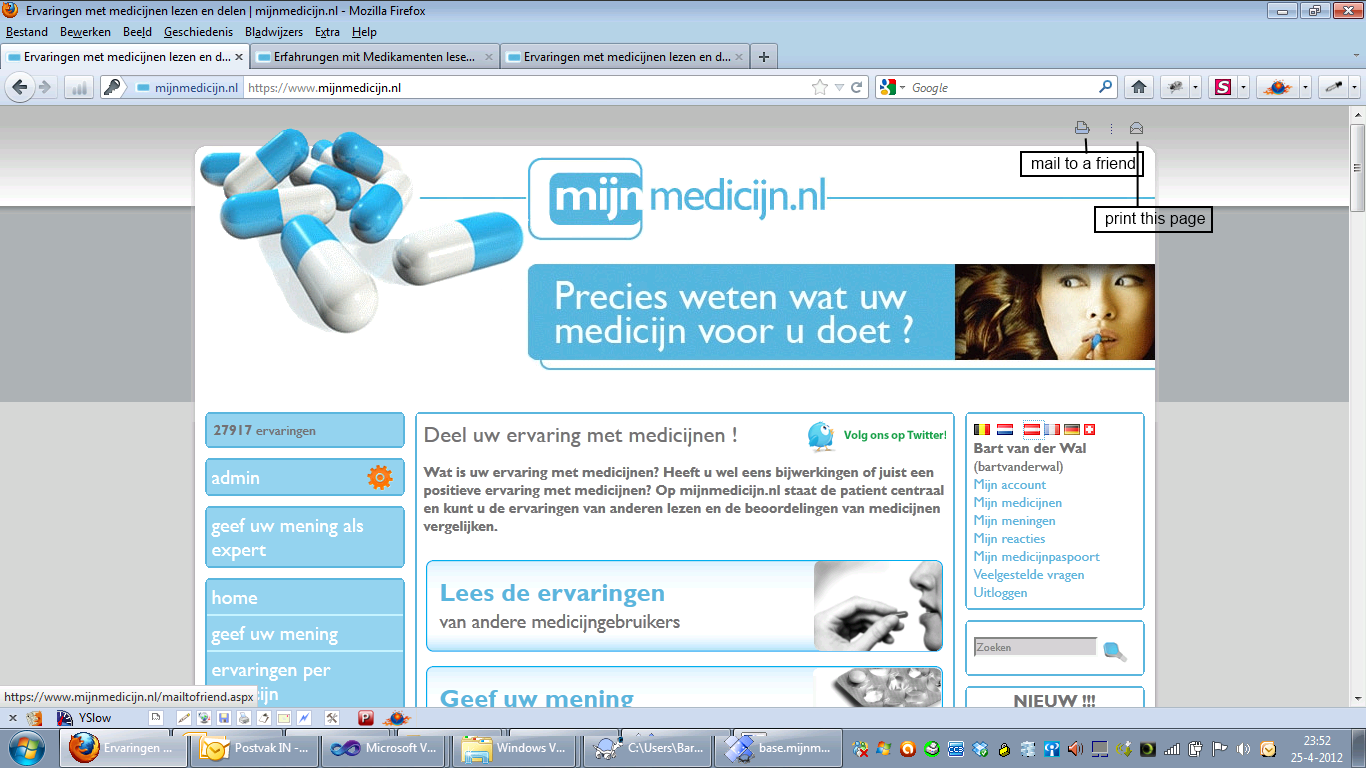 Ervaringen met medicijnen lezen en delen | mijnmedicijn.nl - Mozilla Firefox
Bestand Bewerken Beeld Geschiedenis Bladwijzers Extra Help
Ervaringen met medicijnen lezen en d... Erfahrungen mit Medikamenten lese... Ervaringen met medicijnen lezen en d...
mijnmedicijn.nl https://www.mijnmedicijn.nl Google
mail to a friend
print this page
mijnmedicijn.nl
Precies weten wat uw
medicijn voor u doet ?
27917 ervaringen
admin
geef uw mening als
expert
home
geef uw mening
ervaringen per
ijn
Deel uw ervaring met medicijnen !
Volg ons op Twitter!
Wat is uw ervaring met medicijnen? Heeft u wel eens bijwerkingen of juist een
positieve ervaring met medicijnen? Op mijnmedicijn.nl staat de patient centraal
en kunt u de ervaringen van anderen lezen en de beoordelingen van medicijnen
vergelijken.
Lees de ervaringen
van andere medicijngebruikers
Geef uw mening
Bart van der Wal
(bartvanderwal)
Mijn account
Mijn medicijnen
Mijn meningen
Mijn reacties
Mijn medicijnpaspoort
Veelgestelde vragen
Uitloggen
Zoeken
NIEUW !!!
https://www.mijnmedicijn.nl/mailtofriend.aspx
YSlow
Ervaringen ... Postvak IN - ... Microsoft V... Windows V... C:\Users\Bar... base.mijnm...
23:52
25-4-2012